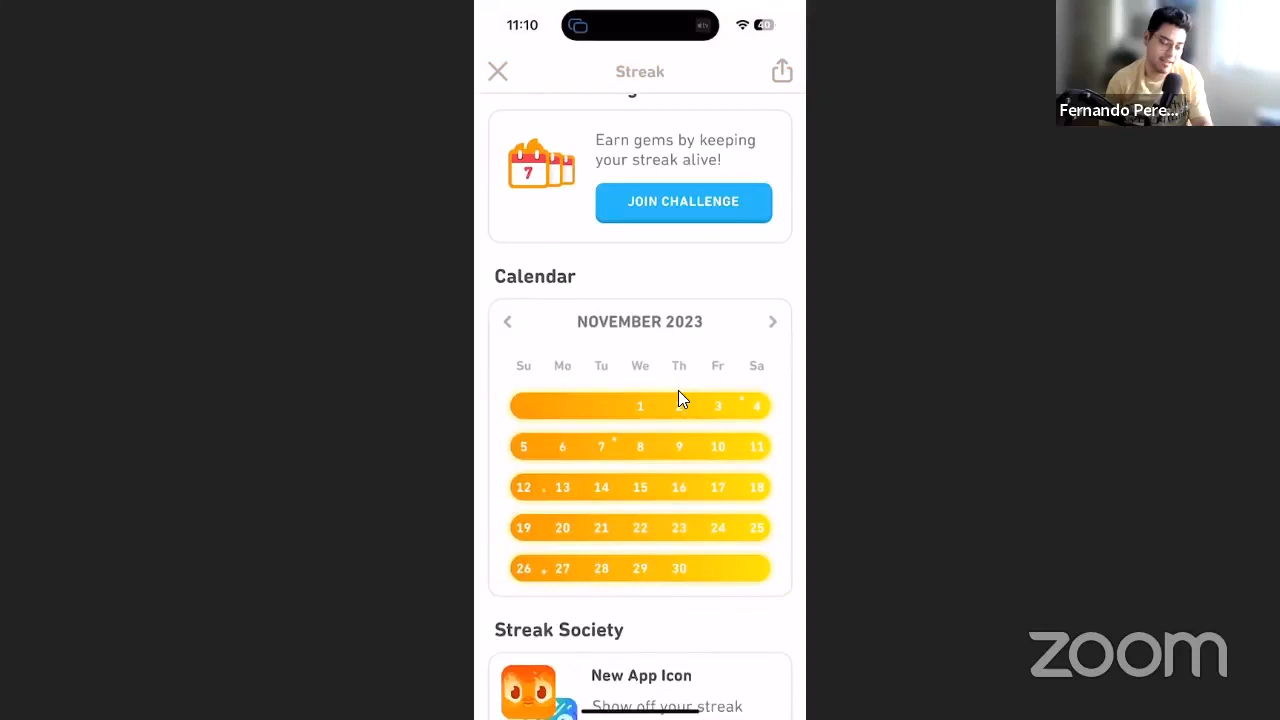 11:10
40
Fernando Pere...
Streak
Earn gems by keeping
your streak alive!
7
JOIN CHALLENGE
Calendar
NOVEMBER 2023
Su Mo Tu We Th Fr Sa
1 3 4
5 6 7 8 9 10 11
12 13 14 15 16 17 18
19 20 21 22 23 24 25
26 27 28 29 30
Streak Society
New App Icon
Show off your streak
zoom